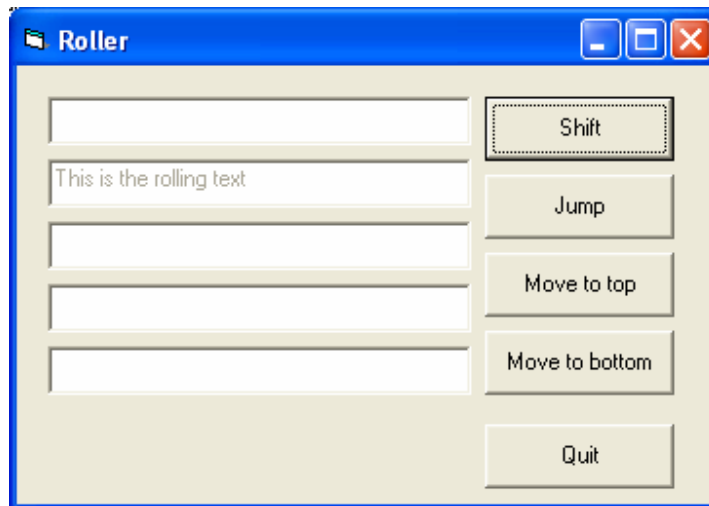 Roller
Shift
This is the rolling text
Jump
Move to top
Move to bottom
Quit